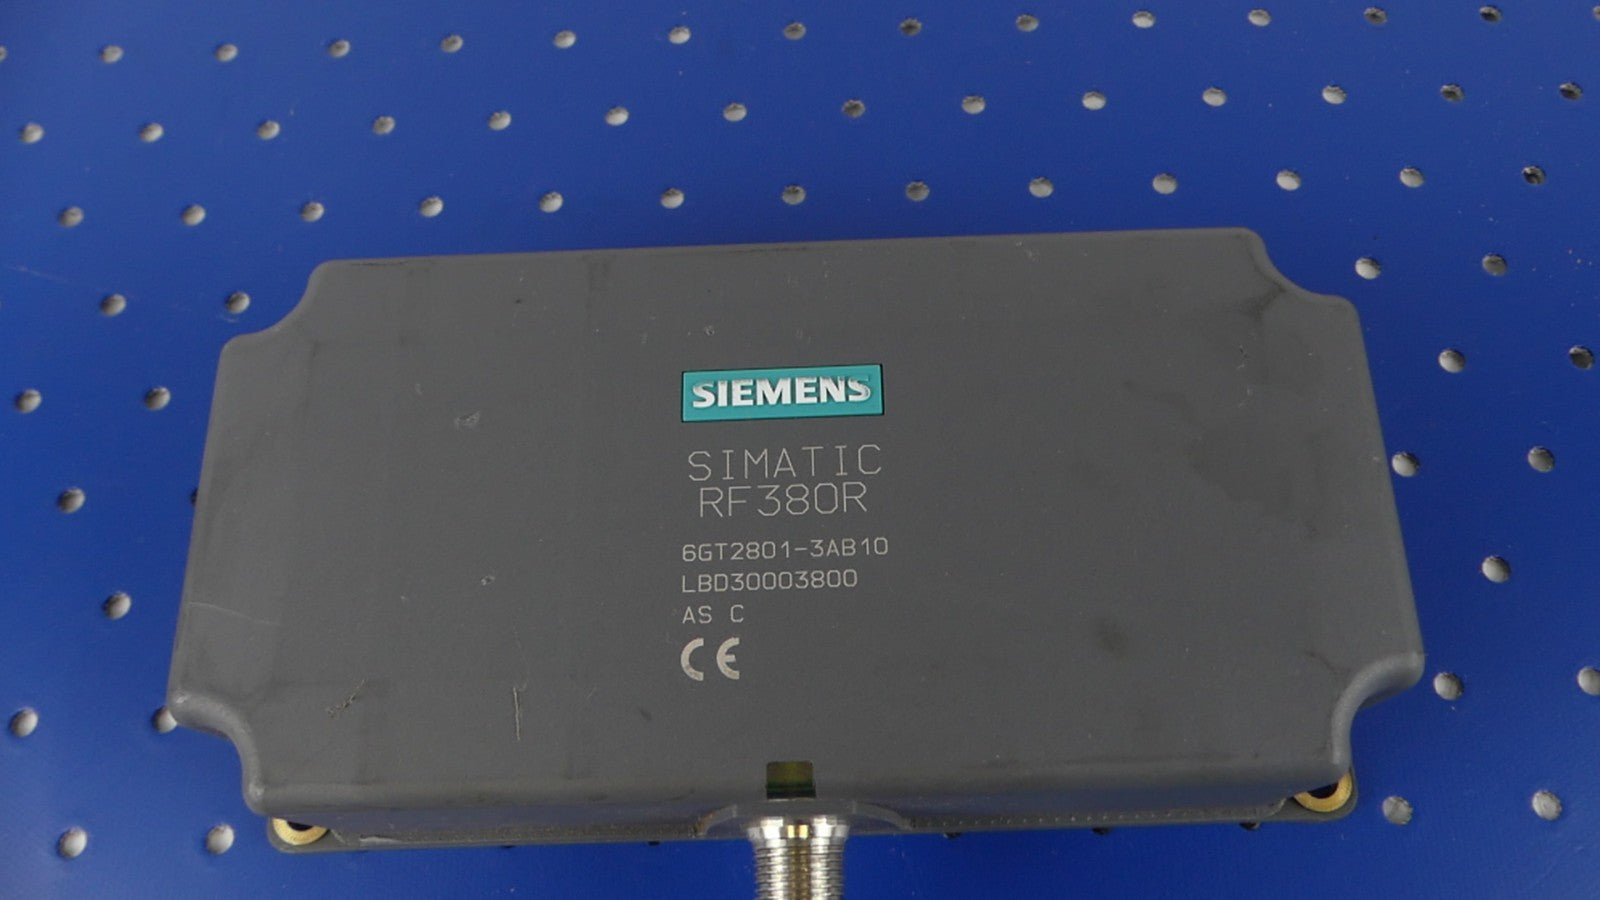 SIEMENS
SIMATIC
RF380R
6GT2801-3AB10
LBD30003800
AS C
CE